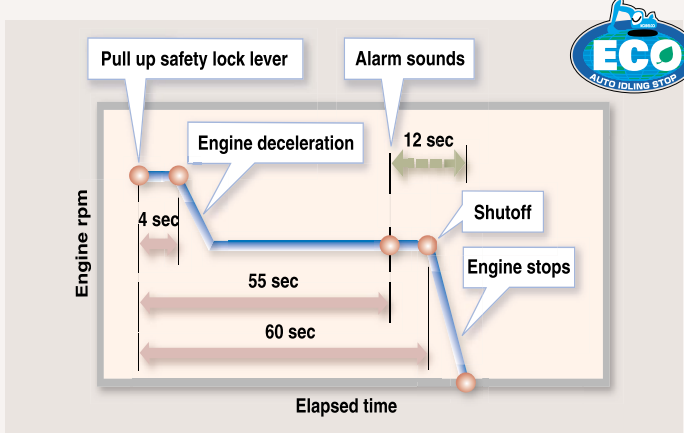 Pull up safety lock lever
Alarm sounds
ECO
AUTO IDLING STOP
Engine deceleration
12 sec
4 sec
Shutoff
Engine stops
55 sec
60 sec
Engine rpm
Elapsed time